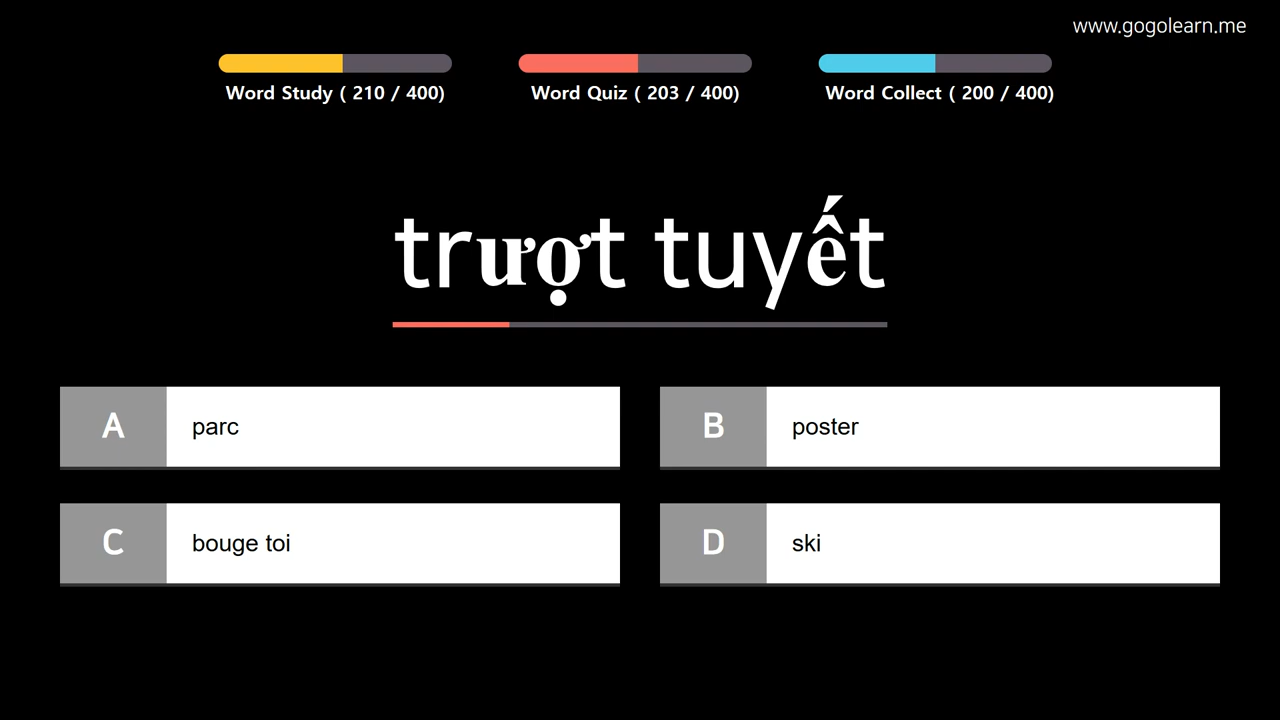 www.gogolearn.me
Word Study ( 210 / 400)
Word Quiz ( 203 / 400)
Word Collect ( 200 / 400)
trượt tuyết
A parc
B poster
C bouge toi
D ski